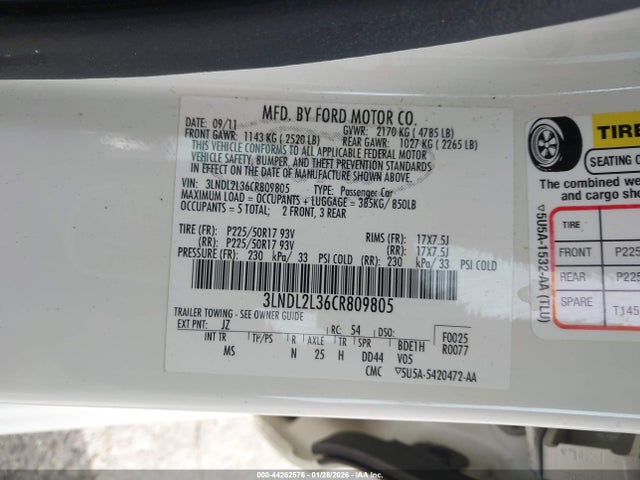 MFD. BY FORD MOTOR CO.
DATE: 09/11 GVWR: 2170 KG ( 4785 LB)
FRONT GAWR: 1143 KG ( 2520 LB) REAR GAWR: 1027 KG ( 2265 LB)
THIS VEHICLE CONFORMS TO ALL APPLICABLE FEDERAL MOTOR
VEHICLE SAFETY, BUMPER, AND THEFT PREVENTION STANDARDS
IN EFFECT ON THE DATE OF MANUFACTURE SHOWN ABOVE.
VIN: 3LNDL2L36CR809805 TYPE: Passenger Car
MAXIMUM LOAD = OCCUPANTS + LUGGAGE = 385KG/ 850LB
OCCUPANTS = 5 TOTAL; 2 FRONT, 3 REAR
TIRE (FR): P225/50R17 93V RIMS (FR): 17X7.5J
(RR): P225/50R17 93V (RR): 17X7.5J
PRESSURE (FR): 230 kPa/ 33 PSI COLD (RR): 230 kPa/ 33 PSI COLD
3LNDL2L36CR809805
TRAILER TOWING - SEE OWNER GUIDE
EXT PNT: JZ RC: 54 DSO: F0025
INT TR TP/PS R AXLE TR SPR BDE1H R0077
MS N 25 H DD44 V05
CMC ▽5U5A-5420472-AA
TIRE
SEATING
The combined
and cargo
TIRE
FRONT P225
REAR P225
SPARE T145
▽5U5A-1532-AA (TLU)
000-44262576 - 01/28/2026 - IAA, Inc.